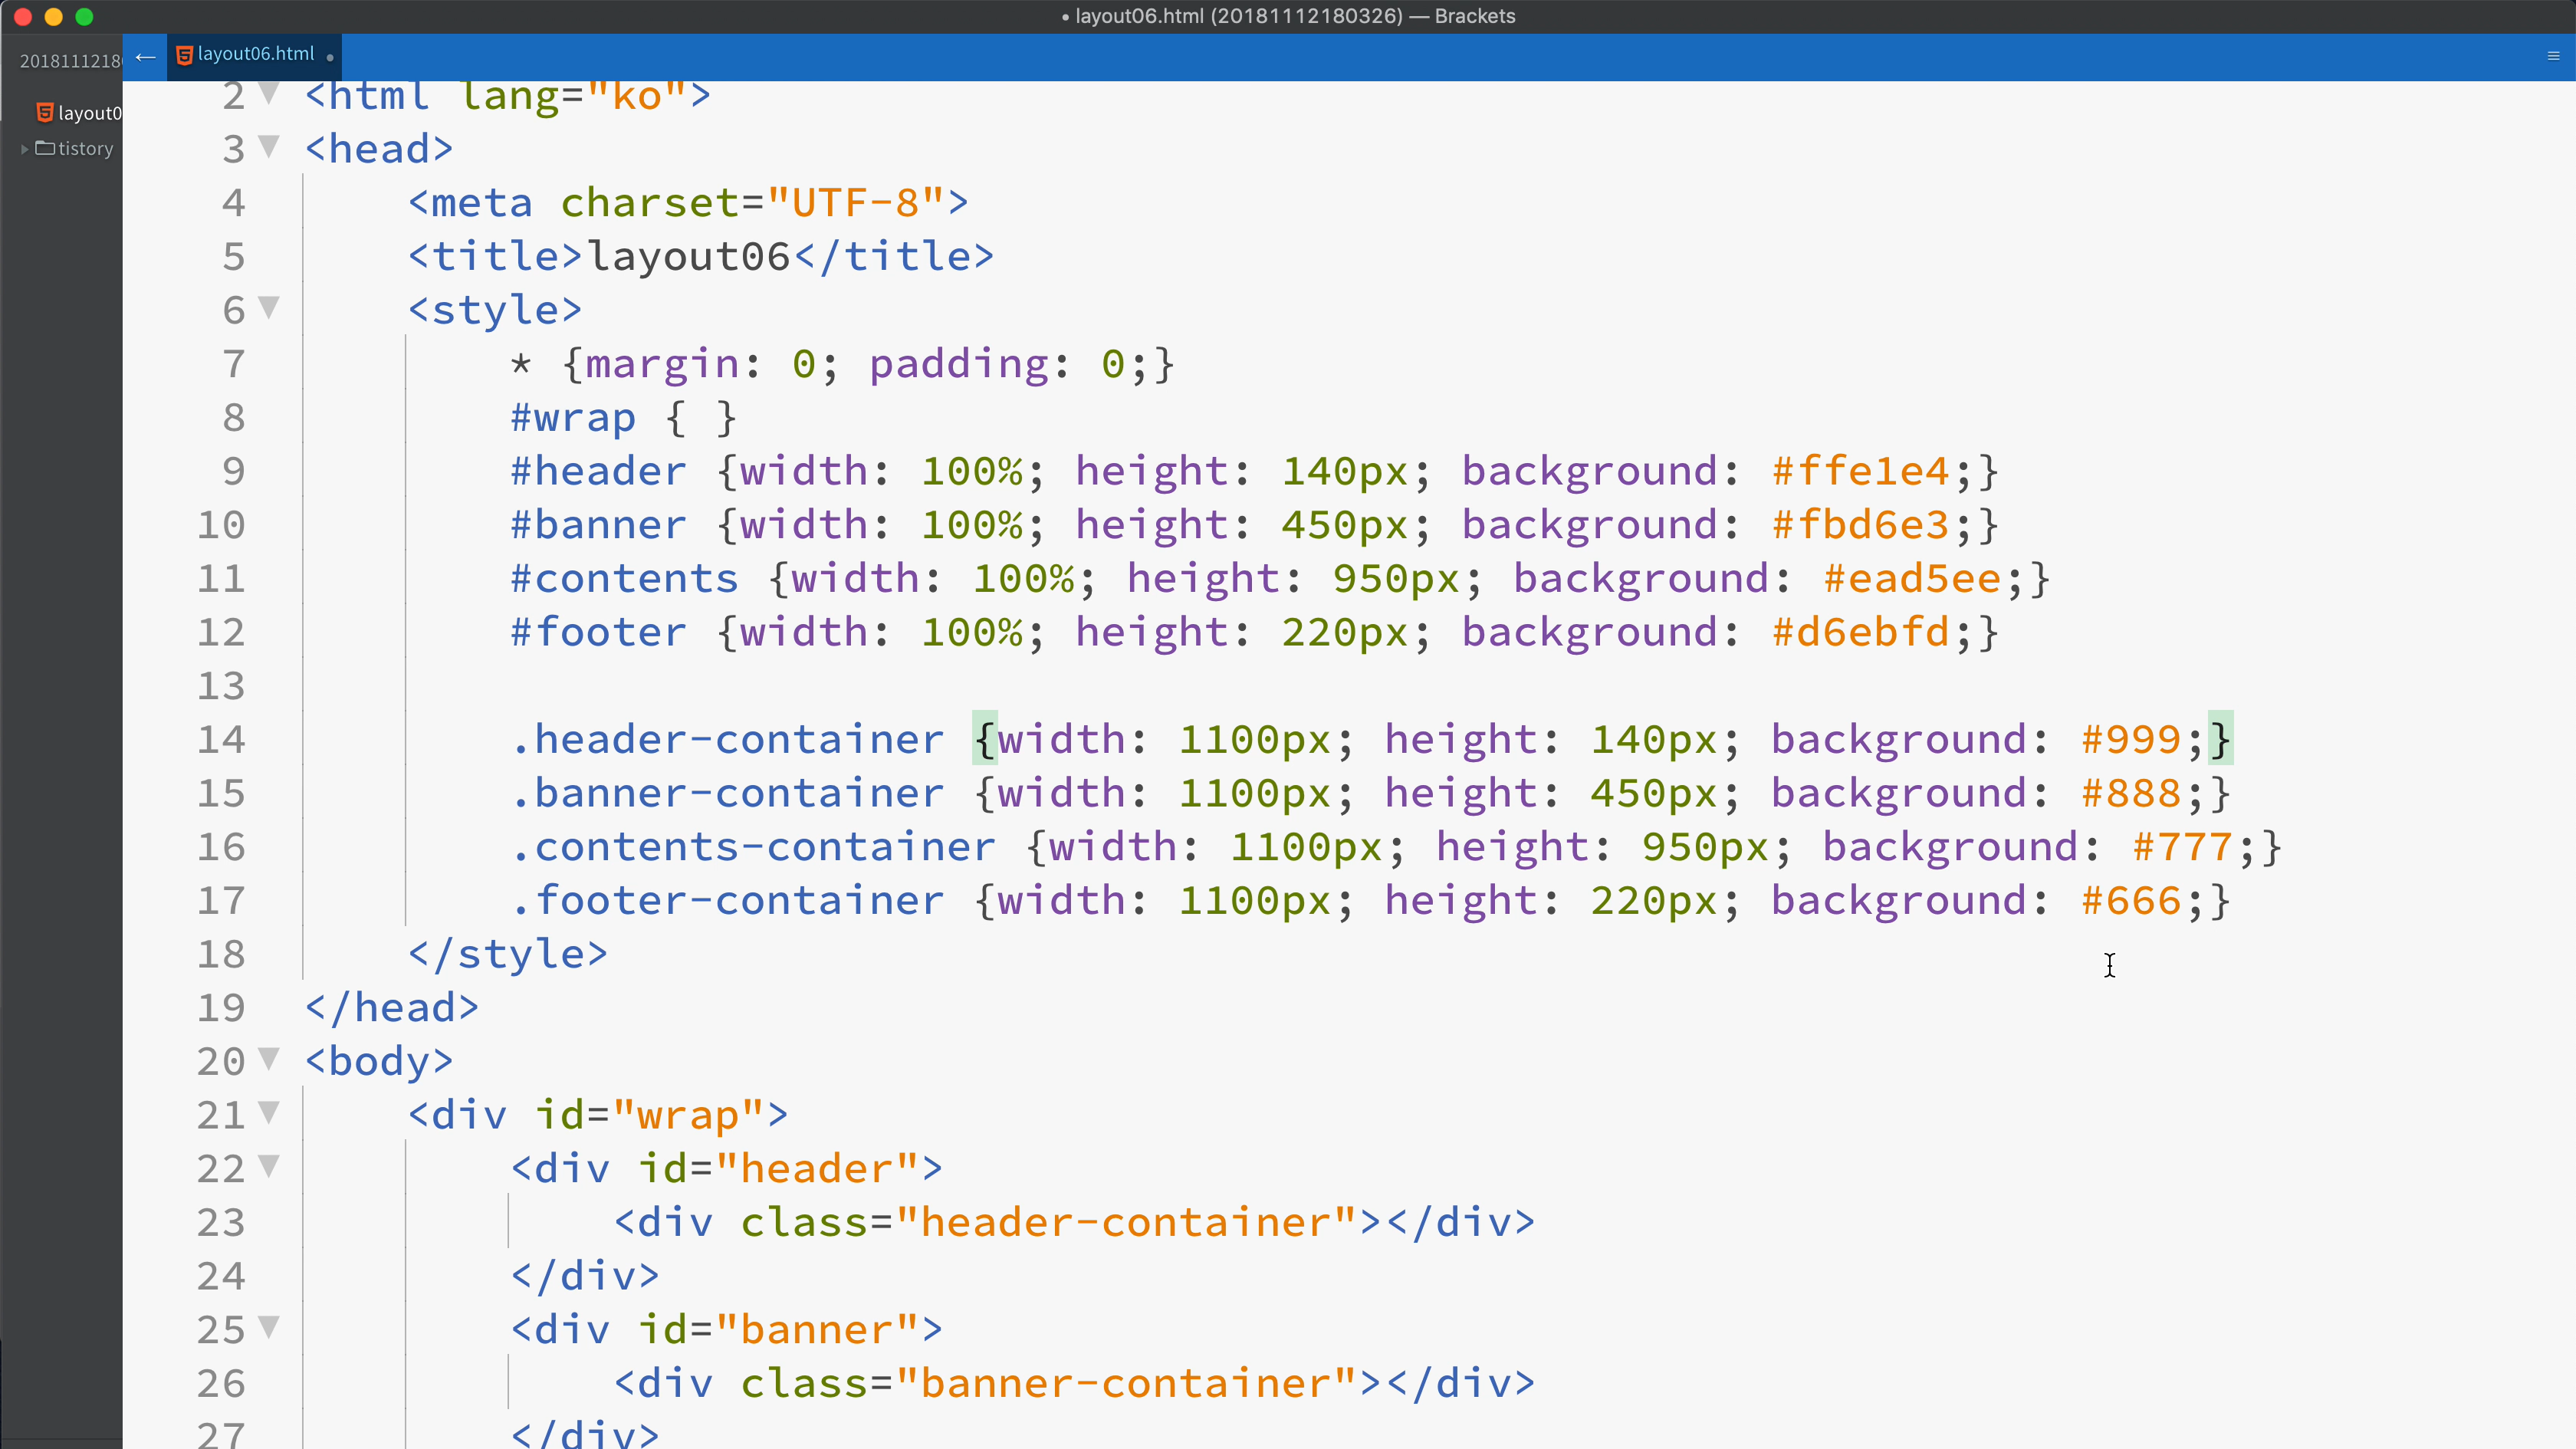 layout06.html (20181112180326) — Brackets
2018111218
layout06.html
layout0
tistory
2 <html lang="ko">
3 <head>
4 <meta charset="UTF-8">
5 <title>layout06</title>
6 <style>
7 * {margin: 0; padding: 0;}
8 #wrap { }
9 #header {width: 100%; height: 140px; background: #ffe1e4;}
10 #banner {width: 100%; height: 450px; background: #fbd6e3;}
11 #contents {width: 100%; height: 950px; background: #ead5ee;}
12 #footer {width: 100%; height: 220px; background: #d6ebfd;}
13
14 .header-container {width: 1100px; height: 140px; background: #999;}
15 .banner-container {width: 1100px; height: 450px; background: #888;}
16 .contents-container {width: 1100px; height: 950px; background: #777;}
17 .footer-container {width: 1100px; height: 220px; background: #666;}
18 </style>
19 </head>
20 <body>
21 <div id="wrap">
22 <div id="header">
23 <div class="header-container"></div>
24 </div>
25 <div id="banner">
26 <div class="banner-container"></div>
27 </div>